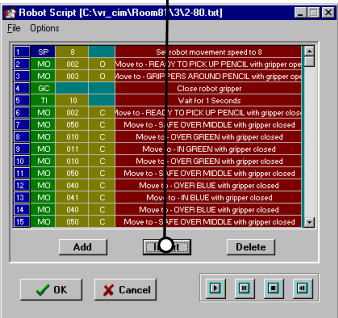 Robot Script [C:\vr_cim\Room81\3\2-80.txt]
File Options
1 SP 8 Set robot movement speed to 8
2 MO 002 O Move to - READY TO PICK UP PENCIL with gripper ope
3 MO 003 O Move to - GRIPPERS AROUND PENCIL with gripper ope
4 GC Close robot gripper
5 TI 10 Wait for 1 Seconds
6 MO 002 C Move to - READY TO PICK UP PENCIL with gripper close
7 MO 050 C Move to - SAFE OVER MIDDLE with gripper closed
8 MO 010 C Move to - OVER GREEN with gripper closed
9 MO 011 C Move to - IN GREEN with gripper closed
10 MO 010 C Move to - OVER GREEN with gripper closed
11 MO 050 C Move to - SAFE OVER MIDDLE with gripper closed
12 MO 040 C Move to - OVER BLUE with gripper closed
13 MO 041 C Move to - IN BLUE with gripper closed
14 MO 040 C Move to - OVER BLUE with gripper closed
15 MO 050 C Move to - SAFE OVER MIDDLE with gripper closed
Add Delete
OK Cancel